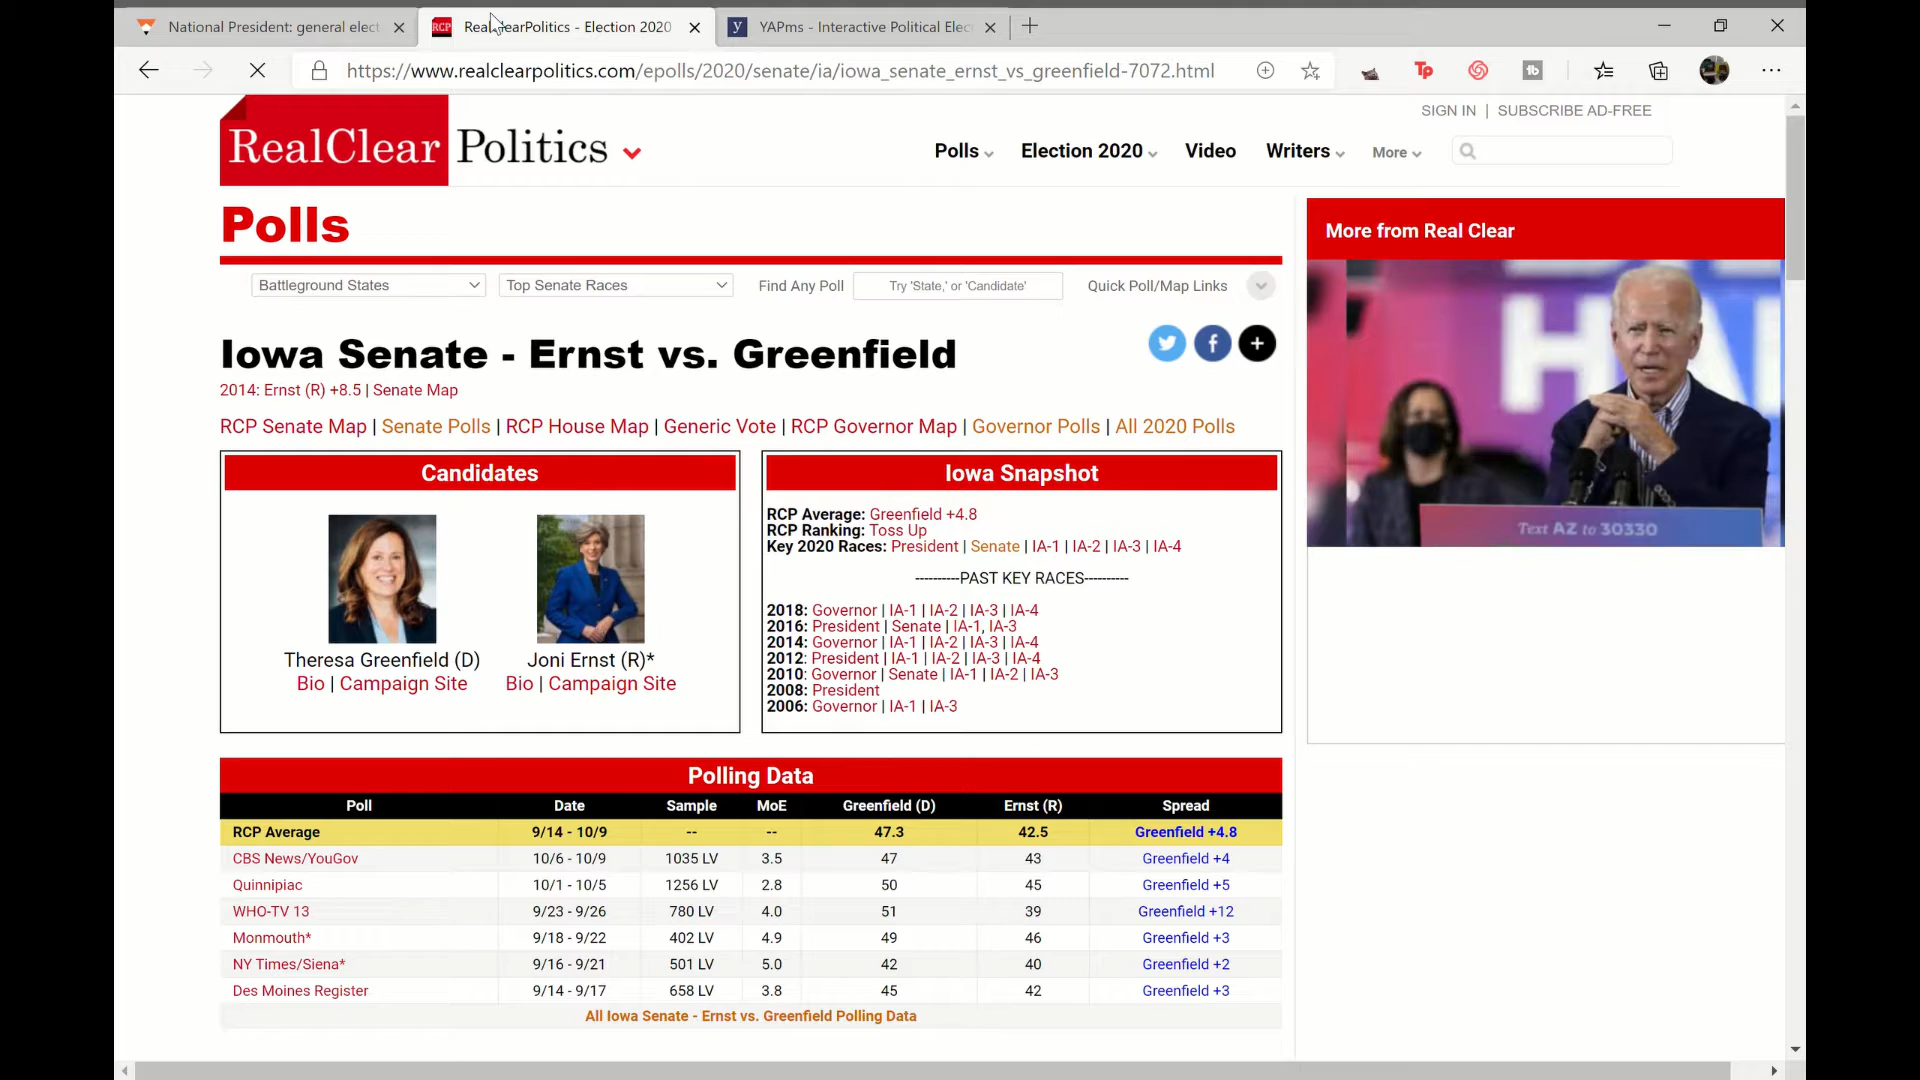 National President: general elect
RCP
RealClearPolitics - Election 2020
y
YAPms - Interactive Political Elec
https://www.realclearpolitics.com/epolls/2020/senate/ia/iowa_senate_ernst_vs_greenfield-7072.html
Tp
tb
SIGN IN | SUBSCRIBE AD-FREE
RealClear Politics
Polls
Election 2020
Video
Writers
More
Polls
Battleground States
Top Senate Races
Find Any Poll
Try 'State,' or 'Candidate'
Quick Poll/Map Links
More from Real Clear
Iowa Senate - Ernst vs. Greenfield
2014: Ernst (R) +8.5 | Senate Map
RCP Senate Map | Senate Polls | RCP House Map | Generic Vote | RCP Governor Map | Governor Polls | All 2020 Polls
Candidates
Theresa Greenfield (D)
Bio | Campaign Site
Joni Ernst (R)*
Bio | Campaign Site
Iowa Snapshot
RCP Average: Greenfield +4.8
RCP Ranking: Toss Up
Key 2020 Races: President | Senate | IA-1 | IA-2 | IA-3 | IA-4
----------PAST KEY RACES----------
2018: Governor | IA-1 | IA-2 | IA-3 | IA-4
2016: President | Senate | IA-1, IA-3
2014: Governor | IA-1 | IA-2 | IA-3 | IA-4
2012: President | IA-1 | IA-2 | IA-3 | IA-4
2010: Governor | Senate | IA-1 | IA-2 | IA-3
2008: President
2006: Governor | IA-1 | IA-3
Text AZ to 30330
Polling Data
Poll Date Sample MoE Greenfield (D) Ernst (R) Spread
RCP Average 9/14 - 10/9 -- -- 47.3 42.5 Greenfield +4.8
CBS News/YouGov 10/6 - 10/9 1035 LV 3.5 47 43 Greenfield +4
Quinnipiac 10/1 - 10/5 1256 LV 2.8 50 45 Greenfield +5
WHO-TV 13 9/23 - 9/26 780 LV 4.0 51 39 Greenfield +12
Monmouth* 9/18 - 9/22 402 LV 4.9 49 46 Greenfield +3
NY Times/Siena* 9/16 - 9/21 501 LV 5.0 42 40 Greenfield +2
Des Moines Register 9/14 - 9/17 658 LV 3.8 45 42 Greenfield +3
All Iowa Senate - Ernst vs. Greenfield Polling Data